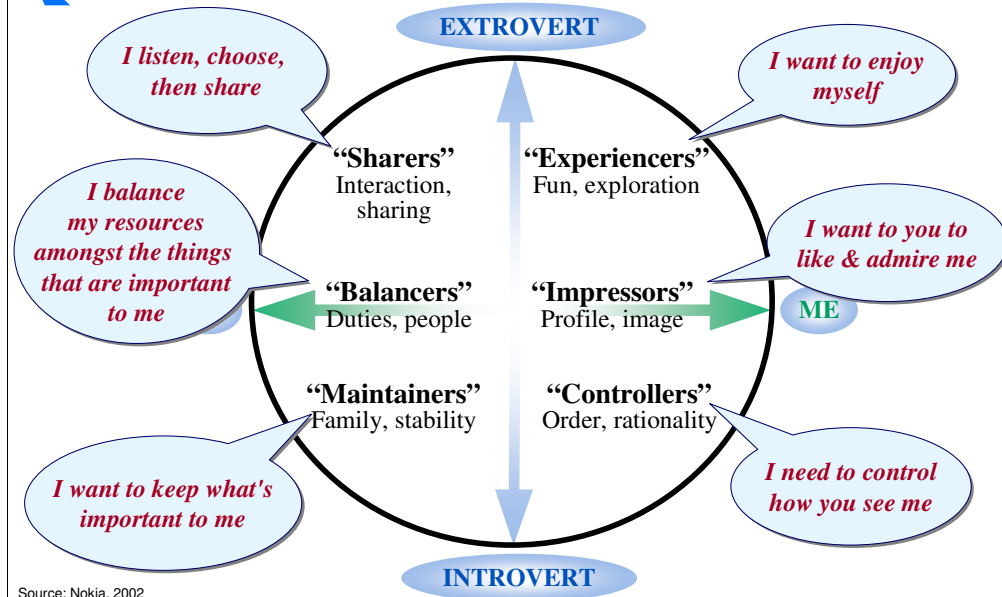 EXTROVERT
I listen, choose,
then share
I want to enjoy
myself
“Sharers”
Interaction,
sharing
“Experiencers”
Fun, exploration
I balance
my resources
amongst the things
that are important
to me
I want to you to
like & admire me
“Balancers”
Duties, people
“Impressors”
Profile, image
ME
“Maintainers”
Family, stability
“Controllers”
Order, rationality
I want to keep what's
important to me
I need to control
how you see me
INTROVERT
Source: Nokia, 2002